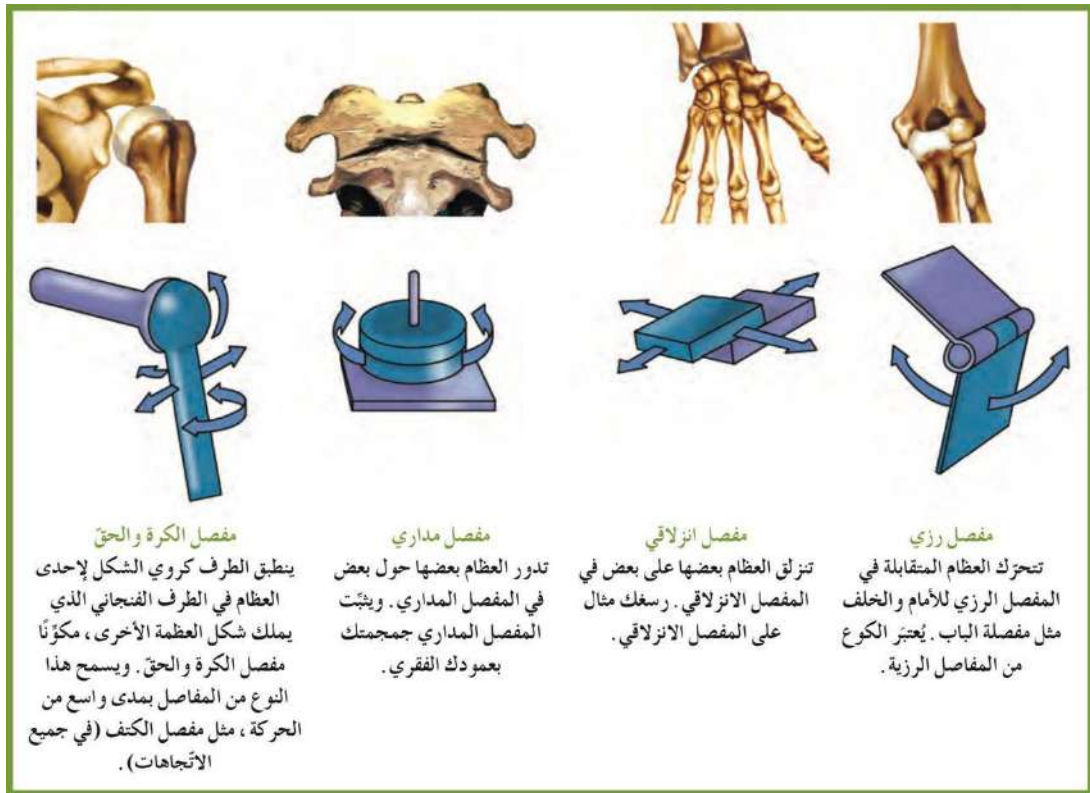 مفصل رزي
تتحرّك العظام المتقابلة في
المفصل الرزي للأمام والخلف
مثل مفصلة الباب. يُعتبَر الكوع
من المفاصل الرزية.
مفصل انزلاقي
تنزلق العظام بعضها على بعض في
المفصل الانزلاقي. رسغك مثال
على المفصل الانزلاقي.
مفصل مداري
تدور العظام بعضها حول بعض
في المفصل المداري. ويثبِّت
المفصل المداري جمجمتك
بعمودك الفقري.
مفصل الكرة والحقّ
ينطبق الطرف كروي الشكل لإحدى
العظام في الطرف الفنجاني الذي
يملك شكل العظمة الأخرى، مكوِّنًا
مفصل الكرة والحقّ. ويسمح هذا
النوع من المفاصل بمدى واسع من
الحركة، مثل مفصل الكتف (في جميع
الاتّجاهات).